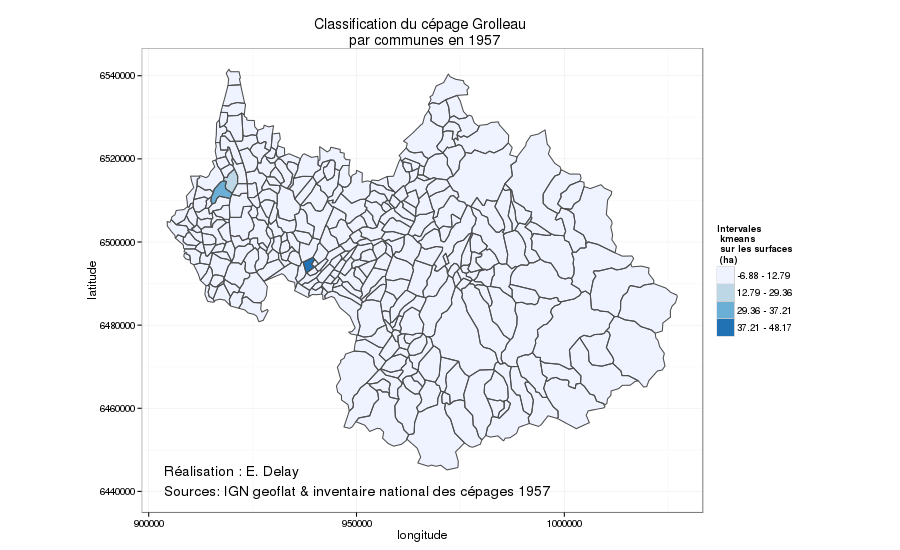 Classification du cépage Grolleau
par communes en 1957
6540000
6520000
6500000
6480000
6460000
6440000
latitude
900000
950000
1000000
longitude
Réalisation : E. Delay
Sources: IGN geoflat & inventaire national des cépages 1957
Intervales
kmeans
sur les surfaces
(ha)
-6.88 - 12.79
12.79 - 29.36
29.36 - 37.21
37.21 - 48.17